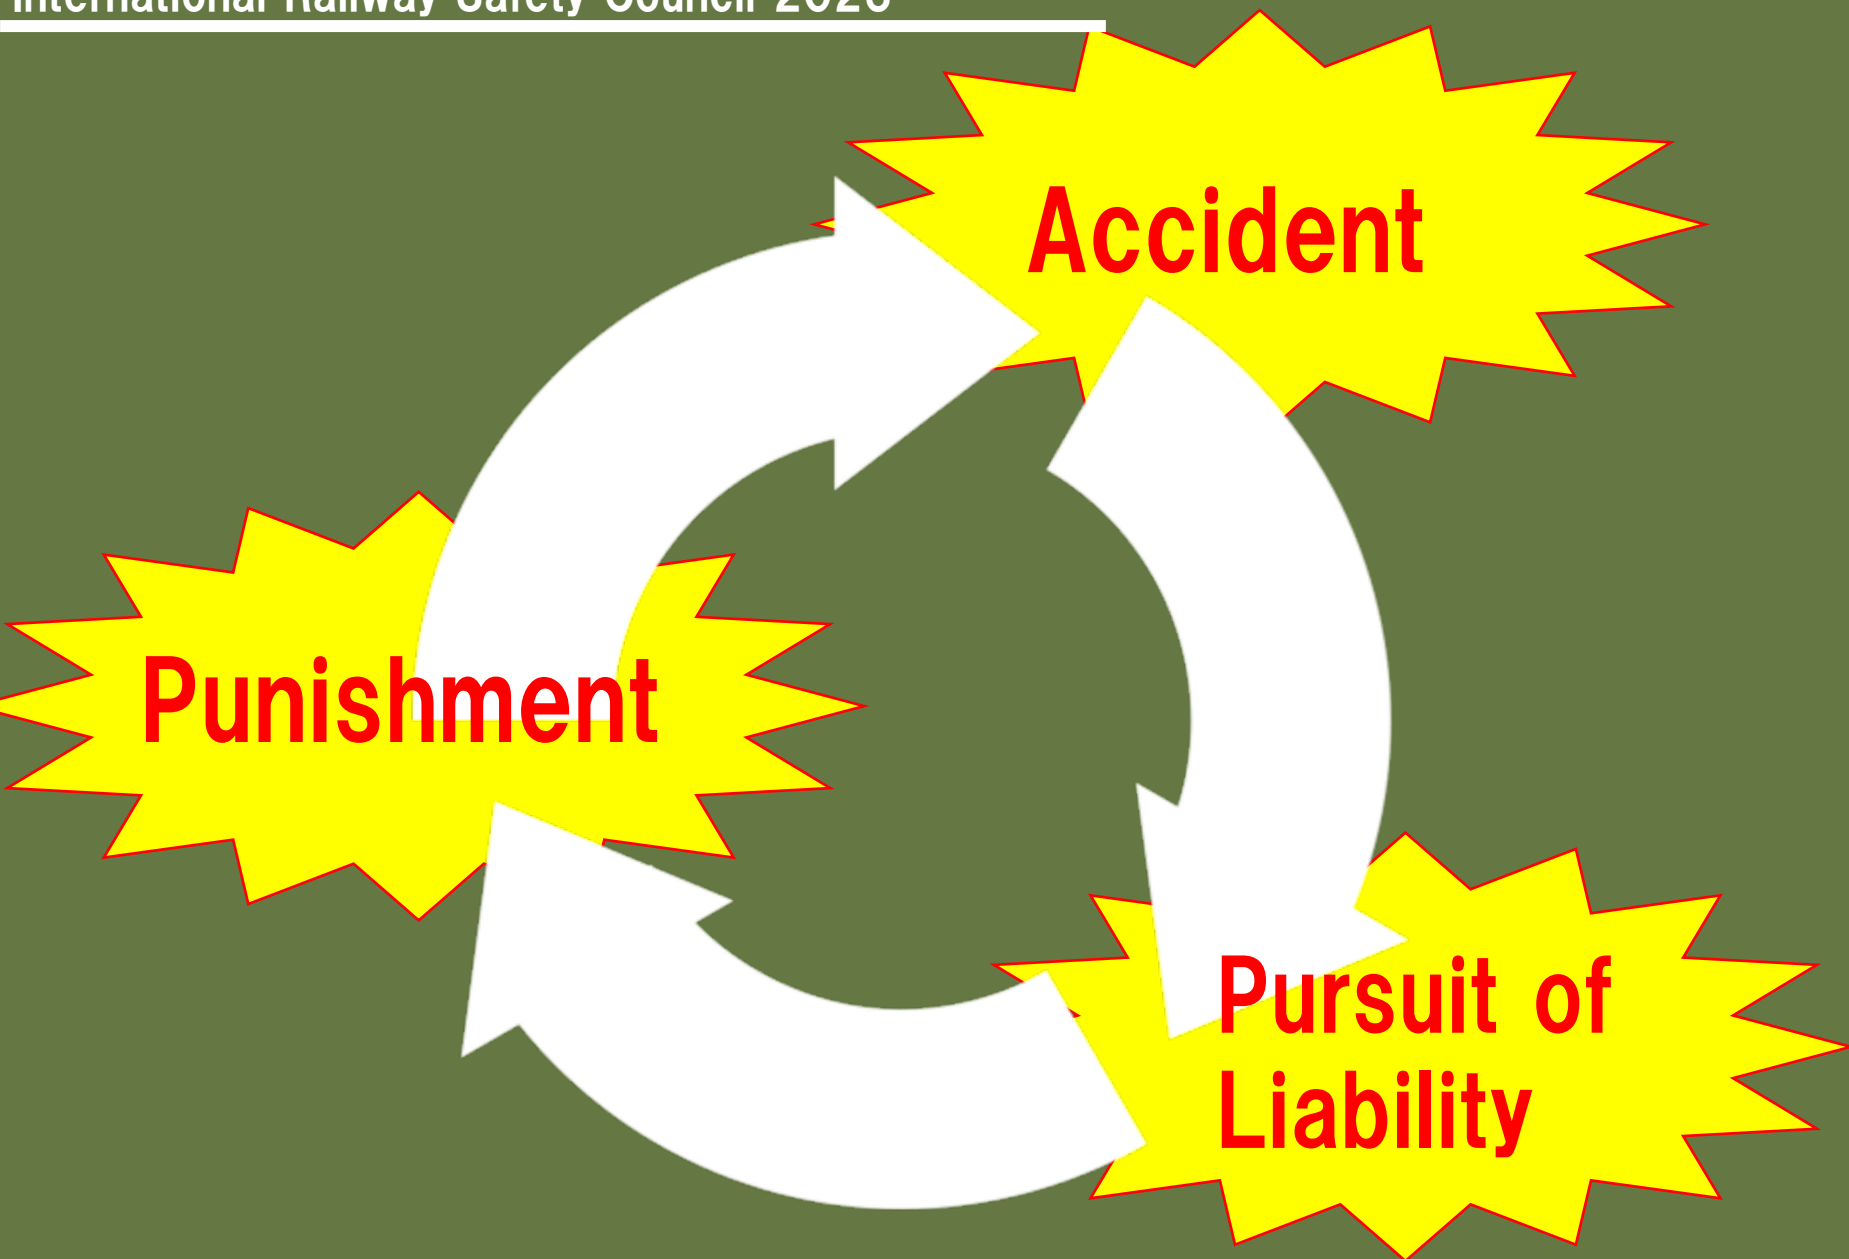 International Railway Safety Council
Accident
Punishment
Pursuit of
Liability